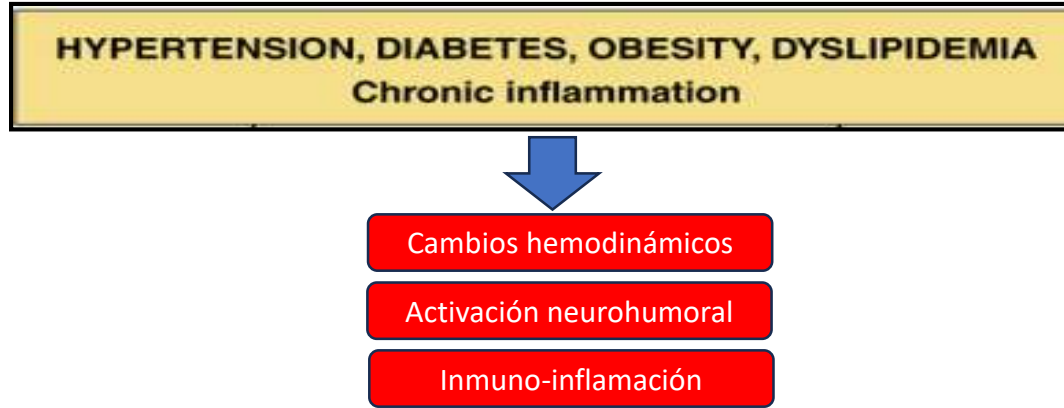 HYPERTENSION, DIABETES, OBESITY, DYSLIPIDEMIA
Chronic inflammation
Cambios hemodinámicos
Activación neurohumoral
Inmuno-inflamación